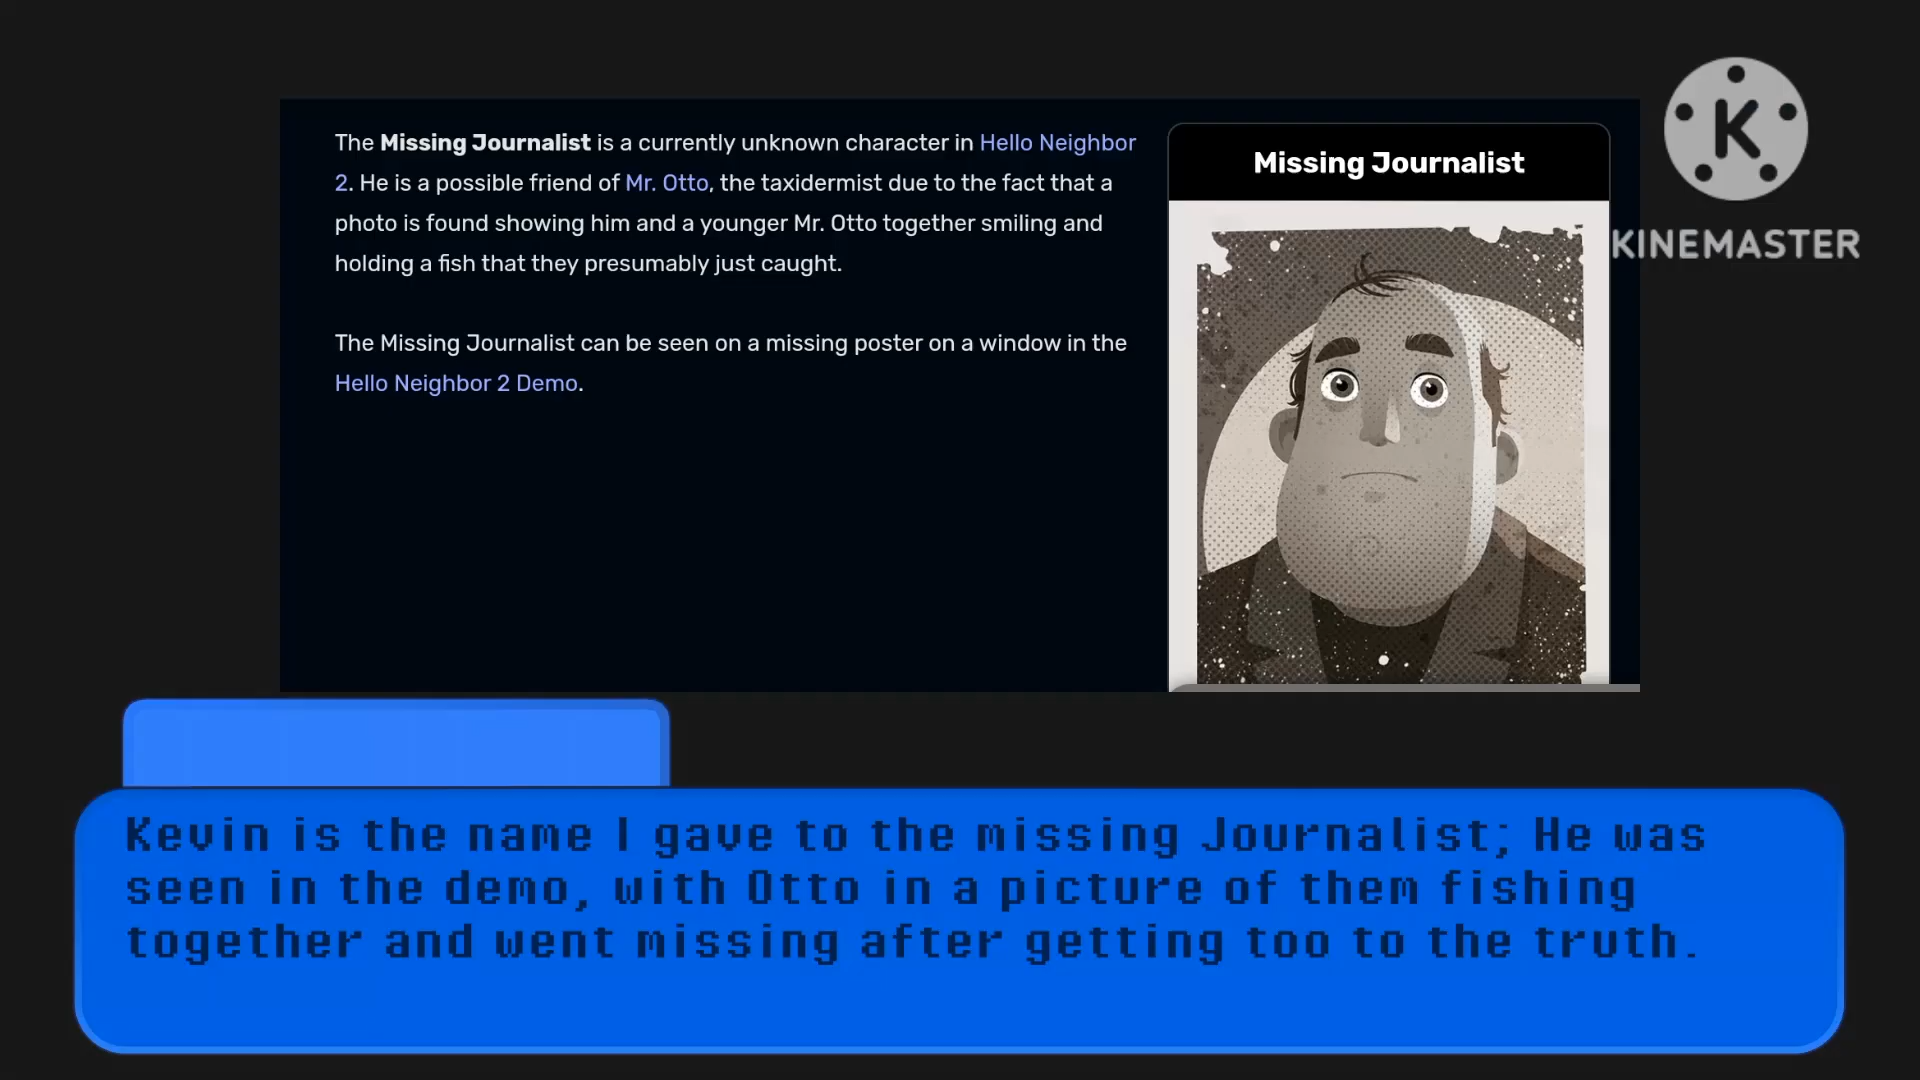 The Missing Journalist is a currently unknown character in Hello Neighbor
2. He is a possible friend of Mr. Otto, the taxidermist due to the fact that a
photo is found showing him and a younger Mr. Otto together smiling and
holding a fish that they presumably just caught.
The Missing Journalist can be seen on a missing poster on a window in the
Hello Neighbor 2 Demo.
Missing Journalist
K
KINEMASTER
Kevin is the name I gave to the missing Journalist; He was
seen in the demo, with Otto in a picture of them fishing
together and went missing after getting too to the truth.